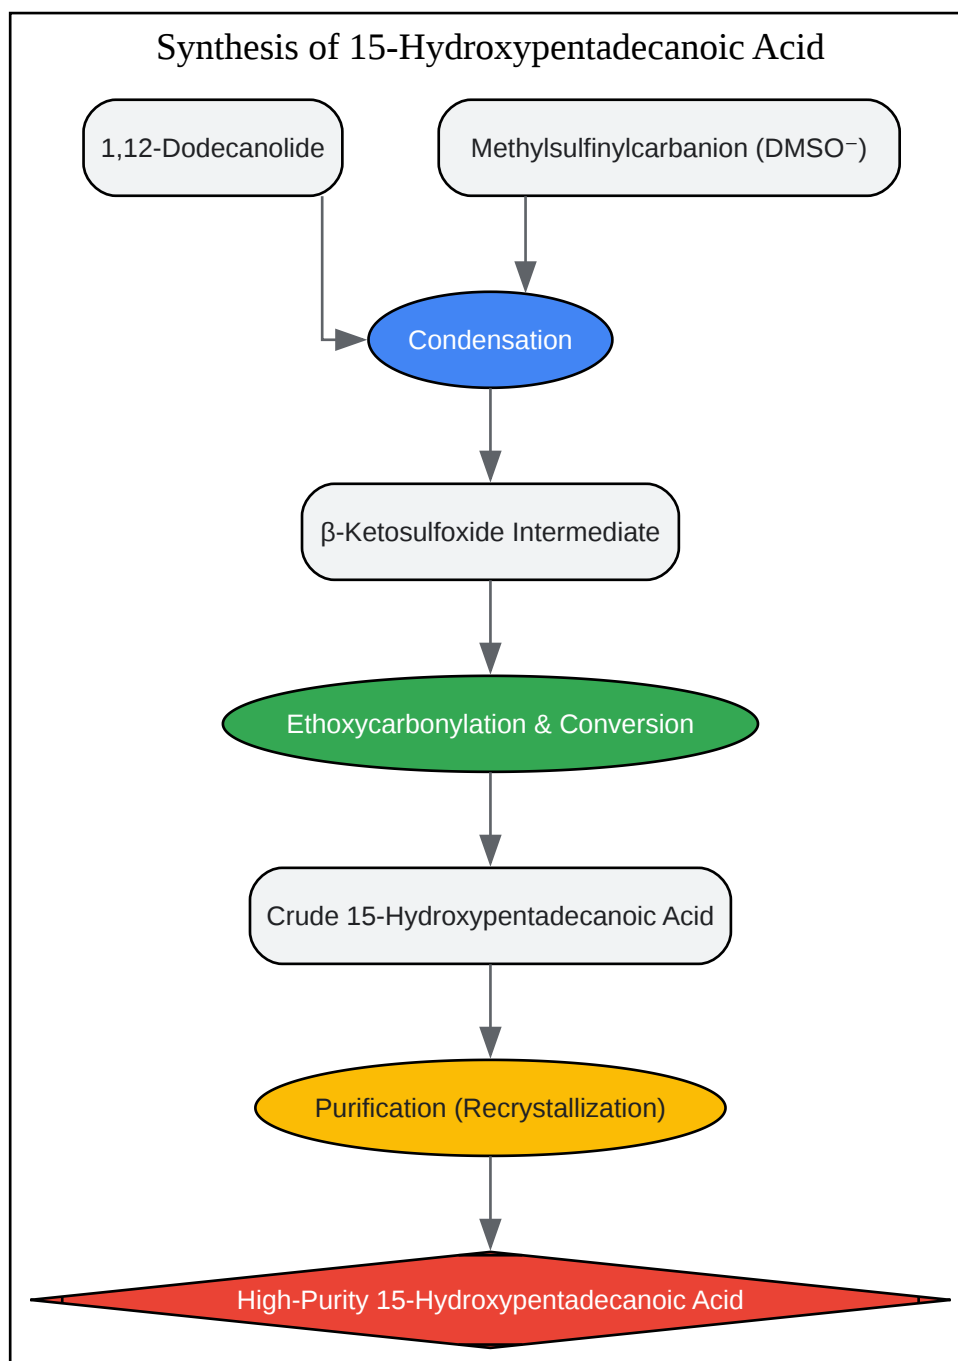 Synthesis of 15-Hydroxypentadecanoic Acid
1,12-Dodecanolide
Methylsulfinylcarbanion (DMSO⁻)
Condensation
β-Ketosulfoxide Intermediate
Ethoxycarbonylation & Conversion
Crude 15-Hydroxypentadecanoic Acid
Purification (Recrystallization)
High-Purity 15-Hydroxypentadecanoic Acid